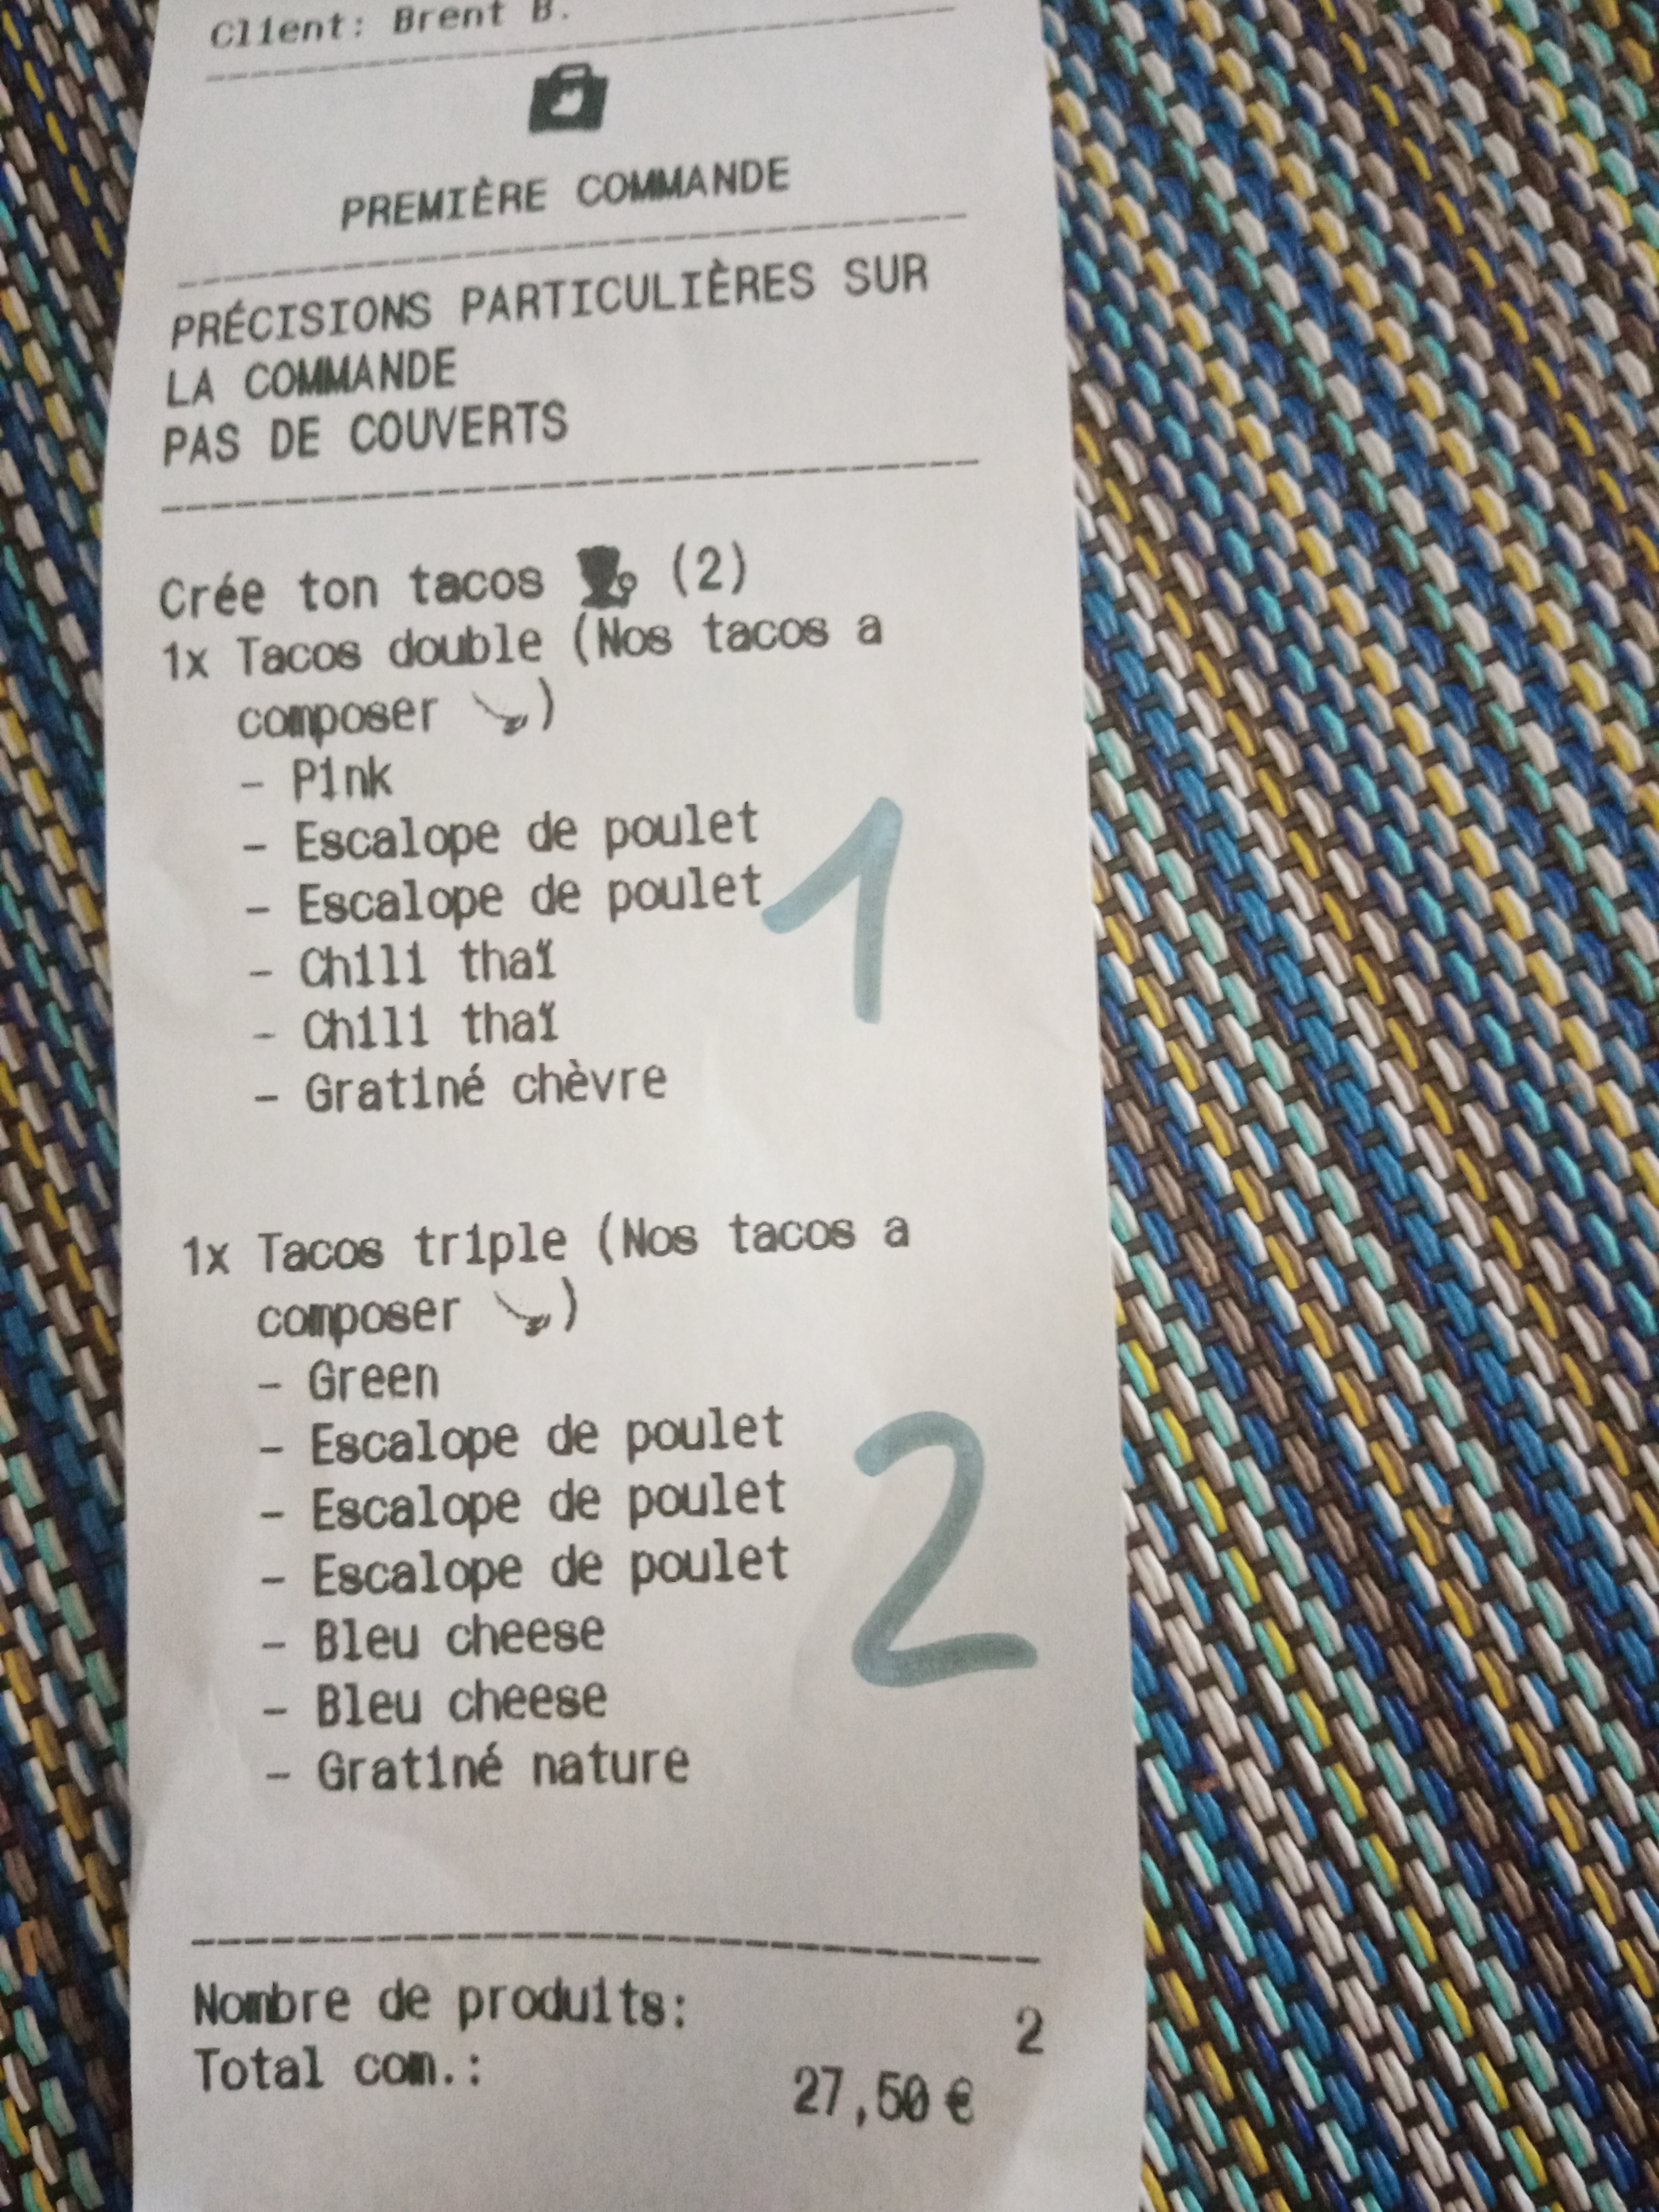 Client: Brent B.
PREMIÈRE COMMANDE
PRÉCISIONS PARTICULIÈRES SUR
LA COMMANDE
PAS DE COUVERTS
Crée ton tacos (2)
1x Tacos double (Nos tacos a
composer )
- Pink
- Escalope de poulet
- Escalope de poulet
- Chili thaï
- Chili thaï
- Gratiné chèvre
1
1x Tacos triple (Nos tacos a
composer )
- Green
- Escalope de poulet
- Escalope de poulet
- Escalope de poulet
- Bleu cheese
- Bleu cheese
- Gratiné nature
2
Nombre de produits: 2
Total com.: 27,50 €